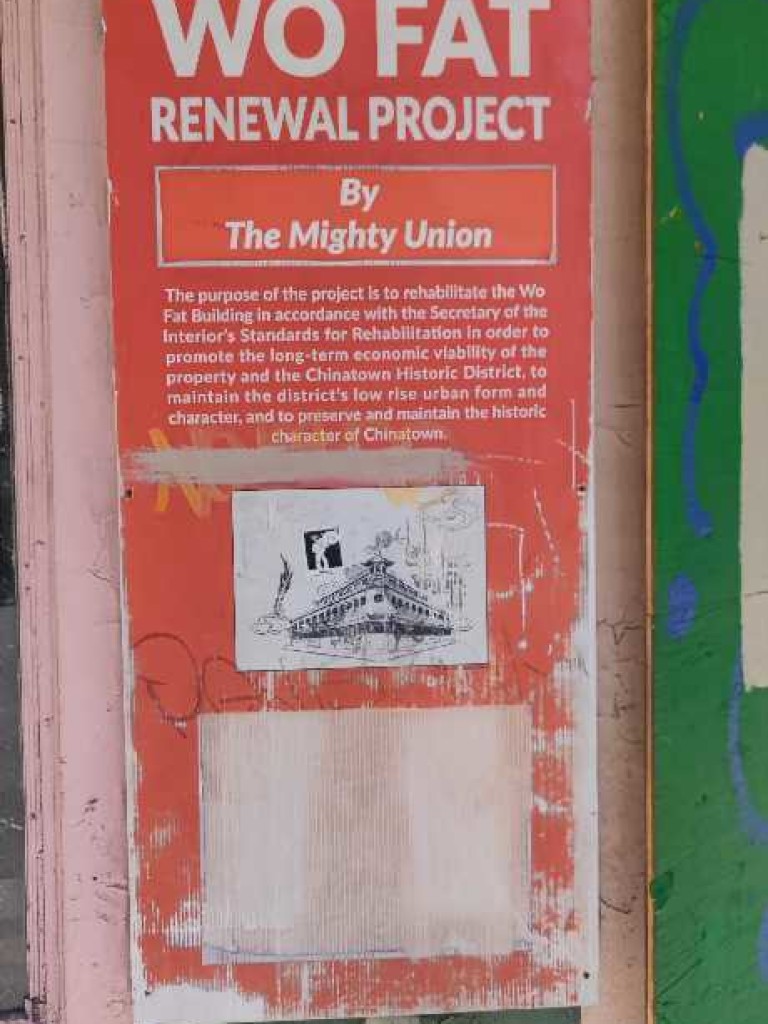 WO FAT
RENEWAL PROJECT
By
The Mighty Union
The purpose of the project is to rehabilitate the Wo
Fat Building in accordance with the Secretary of the
Interior's Standards for Rehabilitation in order to
promote the long-term economic viability of the
property and the Chinatown Historic District, to
maintain the district's low rise urban form and
character, and to preserve and maintain the historic
character of Chinatown.